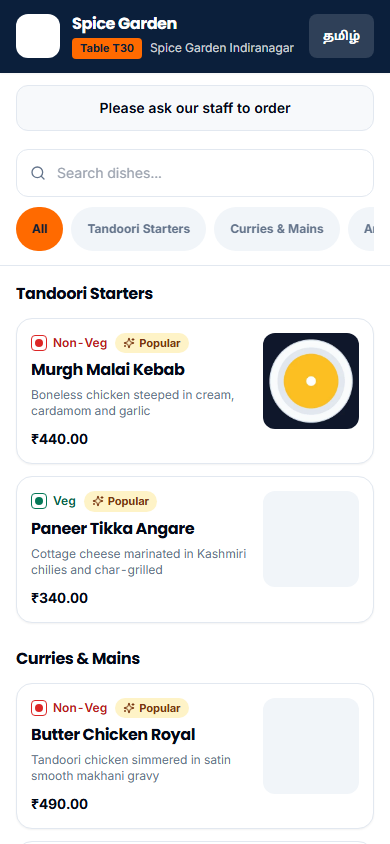 Spice Garden
Table T30 Spice Garden Indiranagar
தமிழ்
Please ask our staff to order
Search dishes...
All
Tandoori Starters
Curries & Mains
Tandoori Starters
Non-Veg
Popular
Murgh Malai Kebab
Boneless chicken steeped in cream,
cardamom and garlic
₹440.00
Veg
Popular
Paneer Tikka Angare
Cottage cheese marinated in Kashmiri
chilies and char-grilled
₹340.00
Curries & Mains
Non-Veg
Popular
Butter Chicken Royal
Tandoori chicken simmered in satin
smooth makhani gravy
₹490.00